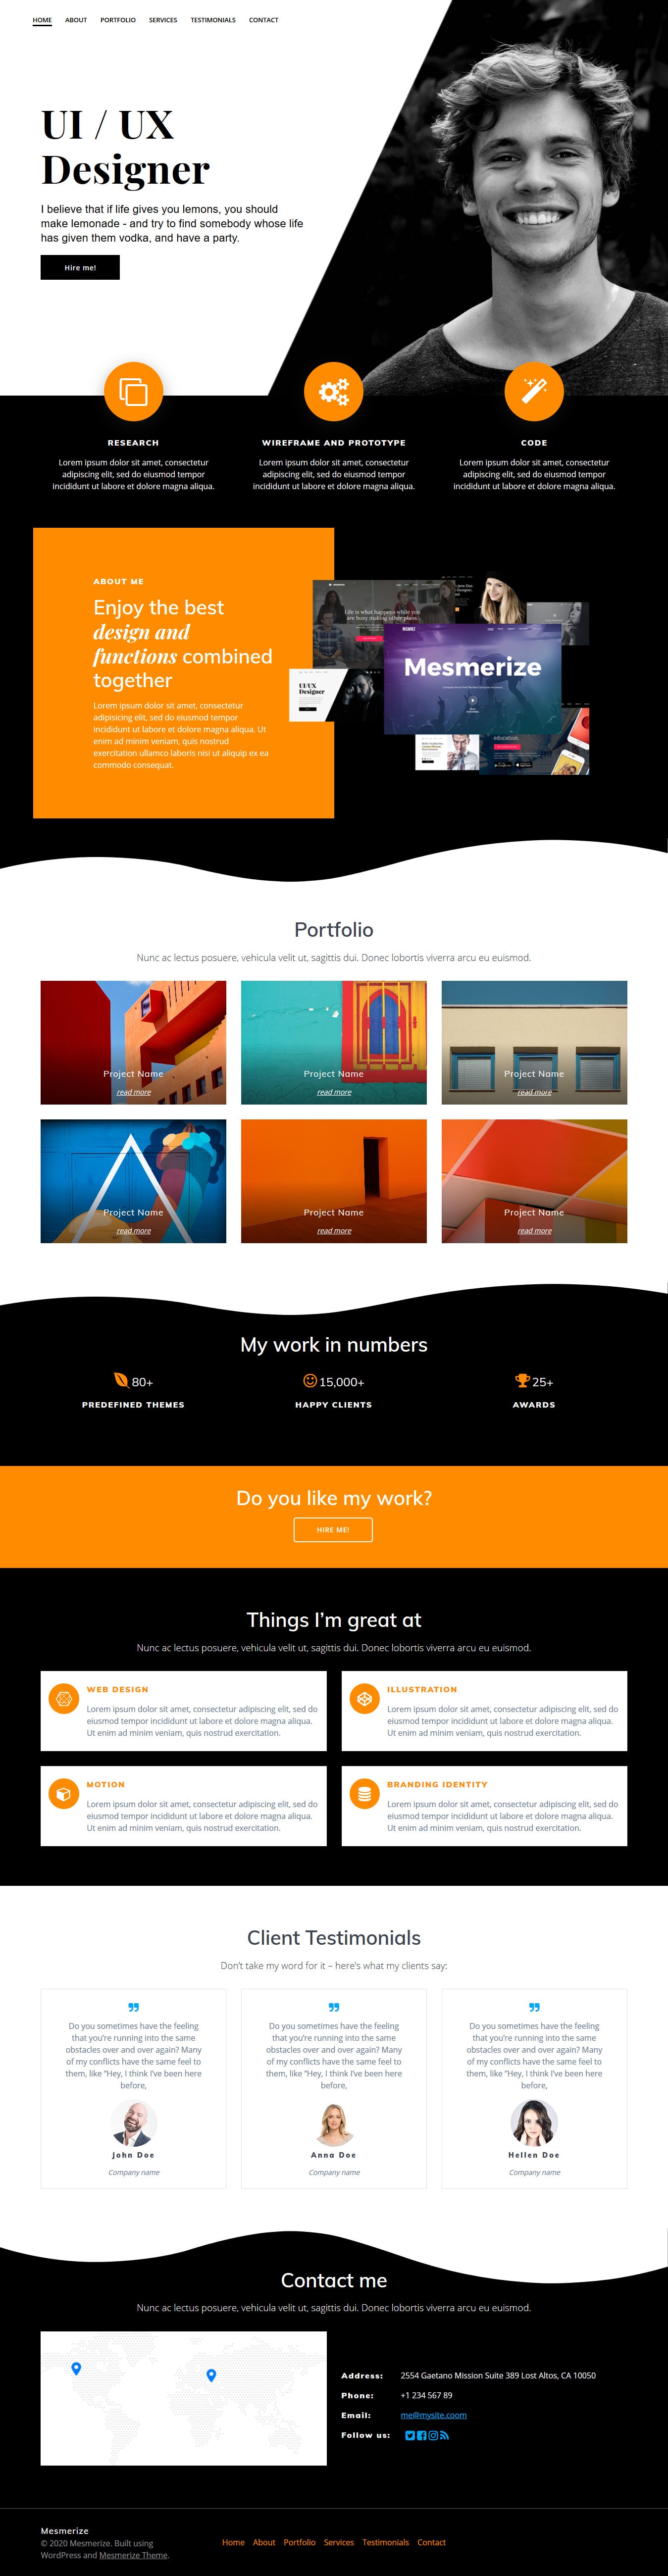 HOME ABOUT PORTFOLIO SERVICES TESTIMONIALS CONTACT
UI / UX
Designer
I believe that if life gives you lemons, you should
make lemonade - and try to find somebody whose life
has given them vodka, and have a party.
Hire me!
RESEARCH
Lorem ipsum dolor sit amet, consectetur
adipiscing elit, sed do eiusmod tempor
incididunt ut labore et dolore magna aliqua.
WIREFRAME AND PROTOTYPE
Lorem ipsum dolor sit amet, consectetur
adipiscing elit, sed do eiusmod tempor
incididunt ut labore et dolore magna aliqua.
CODE
Lorem ipsum dolor sit amet, consectetur
adipiscing elit, sed do eiusmod tempor
incididunt ut labore et dolore magna aliqua.
ABOUT ME
Enjoy the best
design and
functions combined
together
Lorem ipsum dolor sit amet, consectetur
adipisicing elit, sed do eiusmod tempor
incididunt ut labore et dolore magna aliqua. Ut
enim ad minim veniam, quis nostrud
exercitation ullamco laboris nisi ut aliquip ex ea
commodo consequat.
Life is what happens while you
are busy making other plans
Mesmerize
UI/UX
Designer
education
Portfolio
Nunc ac lectus posuere, vehicula velit ut, sagittis dui. Donec lobortis viverra arcu eu euismod.
Project Name
read more
Project Name
read more
Project Name
read more
Project Name
read more
Project Name
read more
Project Name
read more
My work in numbers
80+
PREDEFINED THEMES
15,000+
HAPPY CLIENTS
25+
AWARDS
Do you like my work?
HIRE ME!
Things I’m great at
Nunc ac lectus posuere, vehicula velit ut, sagittis dui. Donec lobortis viverra arcu eu euismod.
WEB DESIGN
Lorem ipsum dolor sit amet, consectetur adipiscing elit, sed do
eiusmod tempor incididunt ut labore et dolore magna aliqua.
Ut enim ad minim veniam, quis nostrud exercitation.
ILLUSTRATION
Lorem ipsum dolor sit amet, consectetur adipiscing elit, sed do
eiusmod tempor incididunt ut labore et dolore magna aliqua.
Ut enim ad minim veniam, quis nostrud exercitation.
MOTION
Lorem ipsum dolor sit amet, consectetur adipiscing elit, sed do
eiusmod tempor incididunt ut labore et dolore magna aliqua.
Ut enim ad minim veniam, quis nostrud exercitation.
BRANDING IDENTITY
Lorem ipsum dolor sit amet, consectetur adipiscing elit, sed do
eiusmod tempor incididunt ut labore et dolore magna aliqua.
Ut enim ad minim veniam, quis nostrud exercitation.
Client Testimonials
Don’t take my word for it – here’s what my clients say:
Do you sometimes have the feeling
that you’re running into the same
obstacles over and over again? Many
of my conflicts have the same feel to
them, like “Hey, I think I’ve been here
before,
John Doe
Company name
Do you sometimes have the feeling
that you’re running into the same
obstacles over and over again? Many
of my conflicts have the same feel to
them, like “Hey, I think I’ve been here
before,
Anna Doe
Company name
Do you sometimes have the feeling
that you’re running into the same
obstacles over and over again? Many
of my conflicts have the same feel to
them, like “Hey, I think I’ve been here
before,
Hellen Doe
Company name
Contact me
Nunc ac lectus posuere, vehicula velit ut, sagittis dui. Donec lobortis viverra arcu eu euismod.
Address: 2554 Gaetano Mission Suite 389 Lost Altos, CA 10050
Phone: +1 234 567 89
Email: me@mysite.coom
Follow us:
Mesmerize
© 2020 Mesmerize. Built using
WordPress and Mesmerize Theme.
Home About Portfolio Services Testimonials Contact